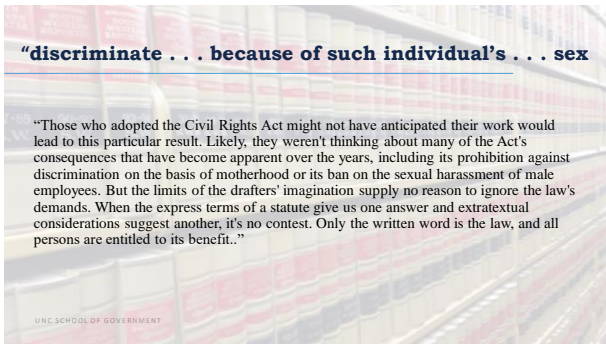 “discriminate . . . because of such individual’s . . . sex
“Those who adopted the Civil Rights Act might not have anticipated their work would
lead to this particular result. Likely, they weren't thinking about many of the Act's
consequences that have become apparent over the years, including its prohibition against
discrimination on the basis of motherhood or its ban on the sexual harassment of male
employees. But the limits of the drafters' imagination supply no reason to ignore the law's
demands. When the express terms of a statute give us one answer and extratextual
considerations suggest another, it's no contest. Only the written word is the law, and all
persons are entitled to its benefit..”
UNC SCHOOL OF GOVERNMENT